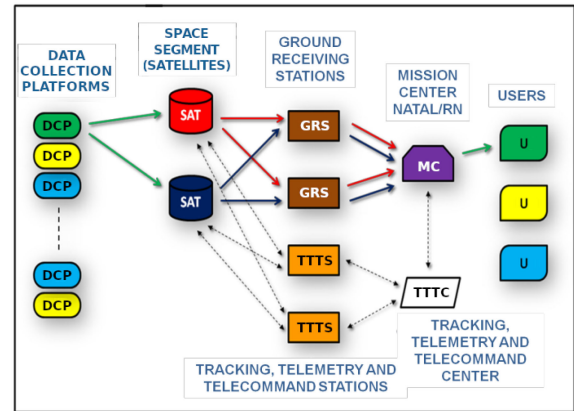 DATA
COLLECTION
PLATFORMS
SPACE
SEGMENT
(SATELLITES)
GROUND
RECEIVING
STATIONS
MISSION
CENTER
NATAL/RN
USERS
DCP
DCP
DCP
DCP
DCP
SAT
SAT
GRS
GRS
TTTS
TTTS
MC
TTTC
U
U
U
TRACKING, TELEMETRY AND
TELECOMMAND STATIONS
TRACKING,
TELEMETRY AND
TELECOMMAND
CENTER